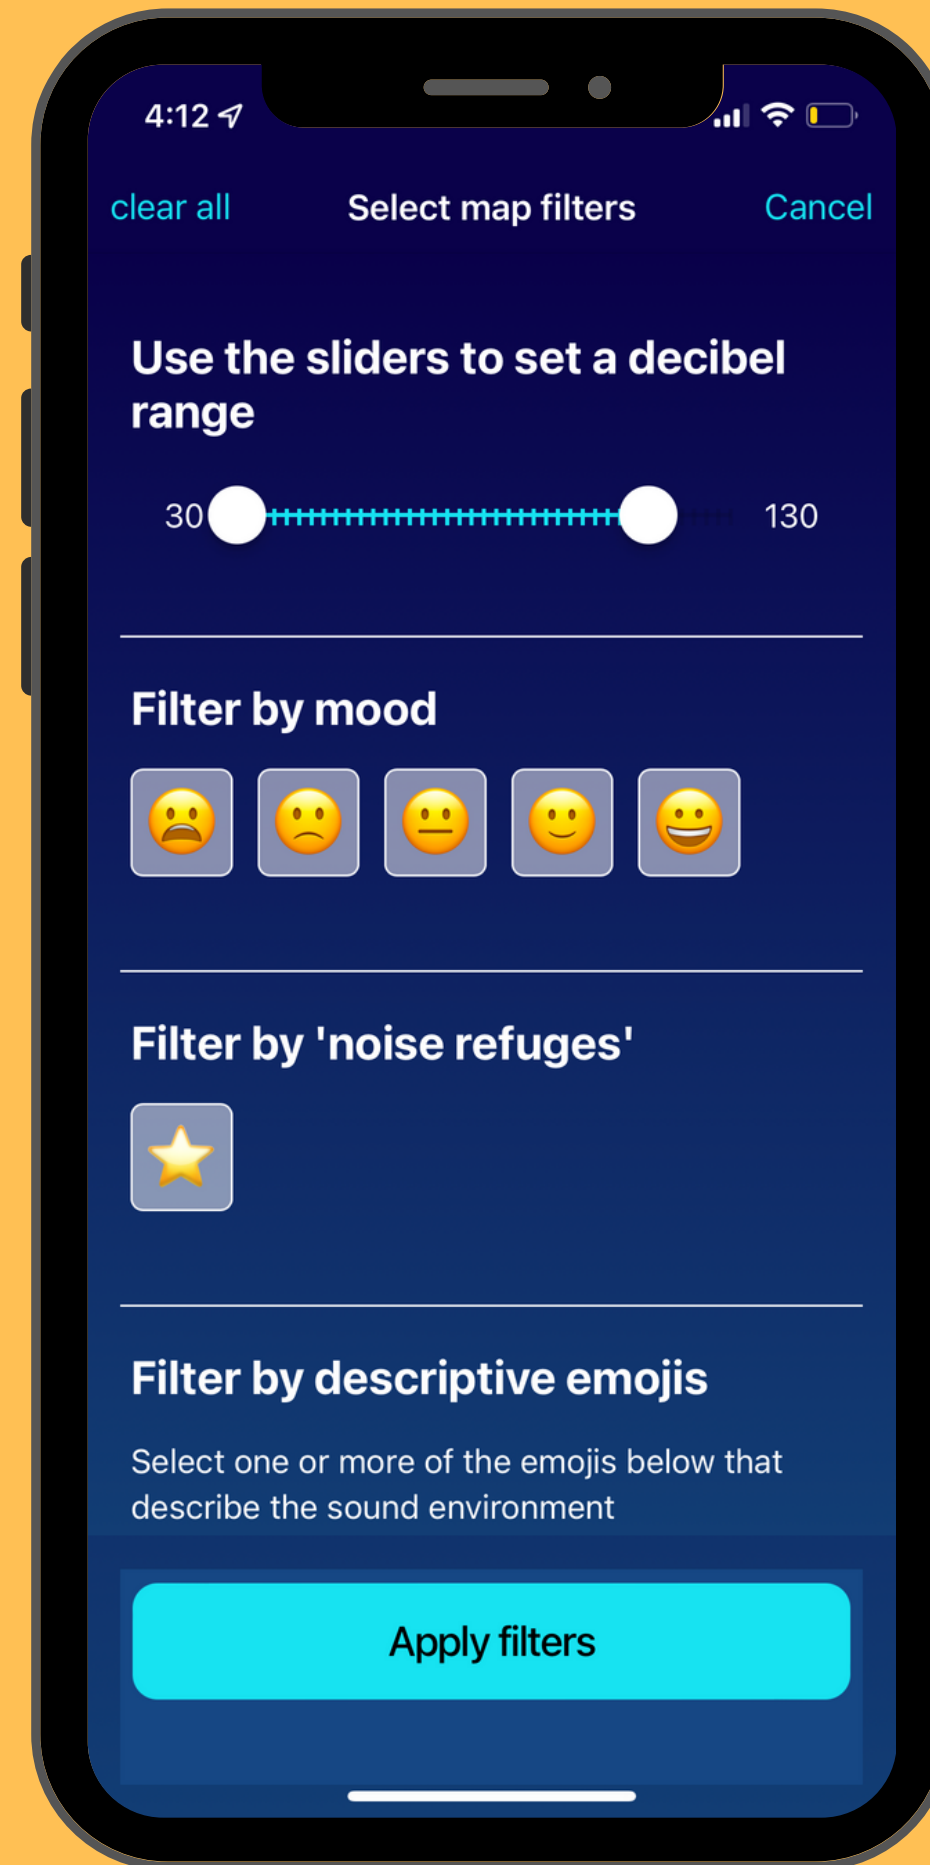 4:12
clear all Select map filters Cancel
Use the sliders to set a decibel
range
30 130
Filter by mood
Filter by 'noise refuges'
Filter by descriptive emojis
Select one or more of the emojis below that
describe the sound environment
Apply filters